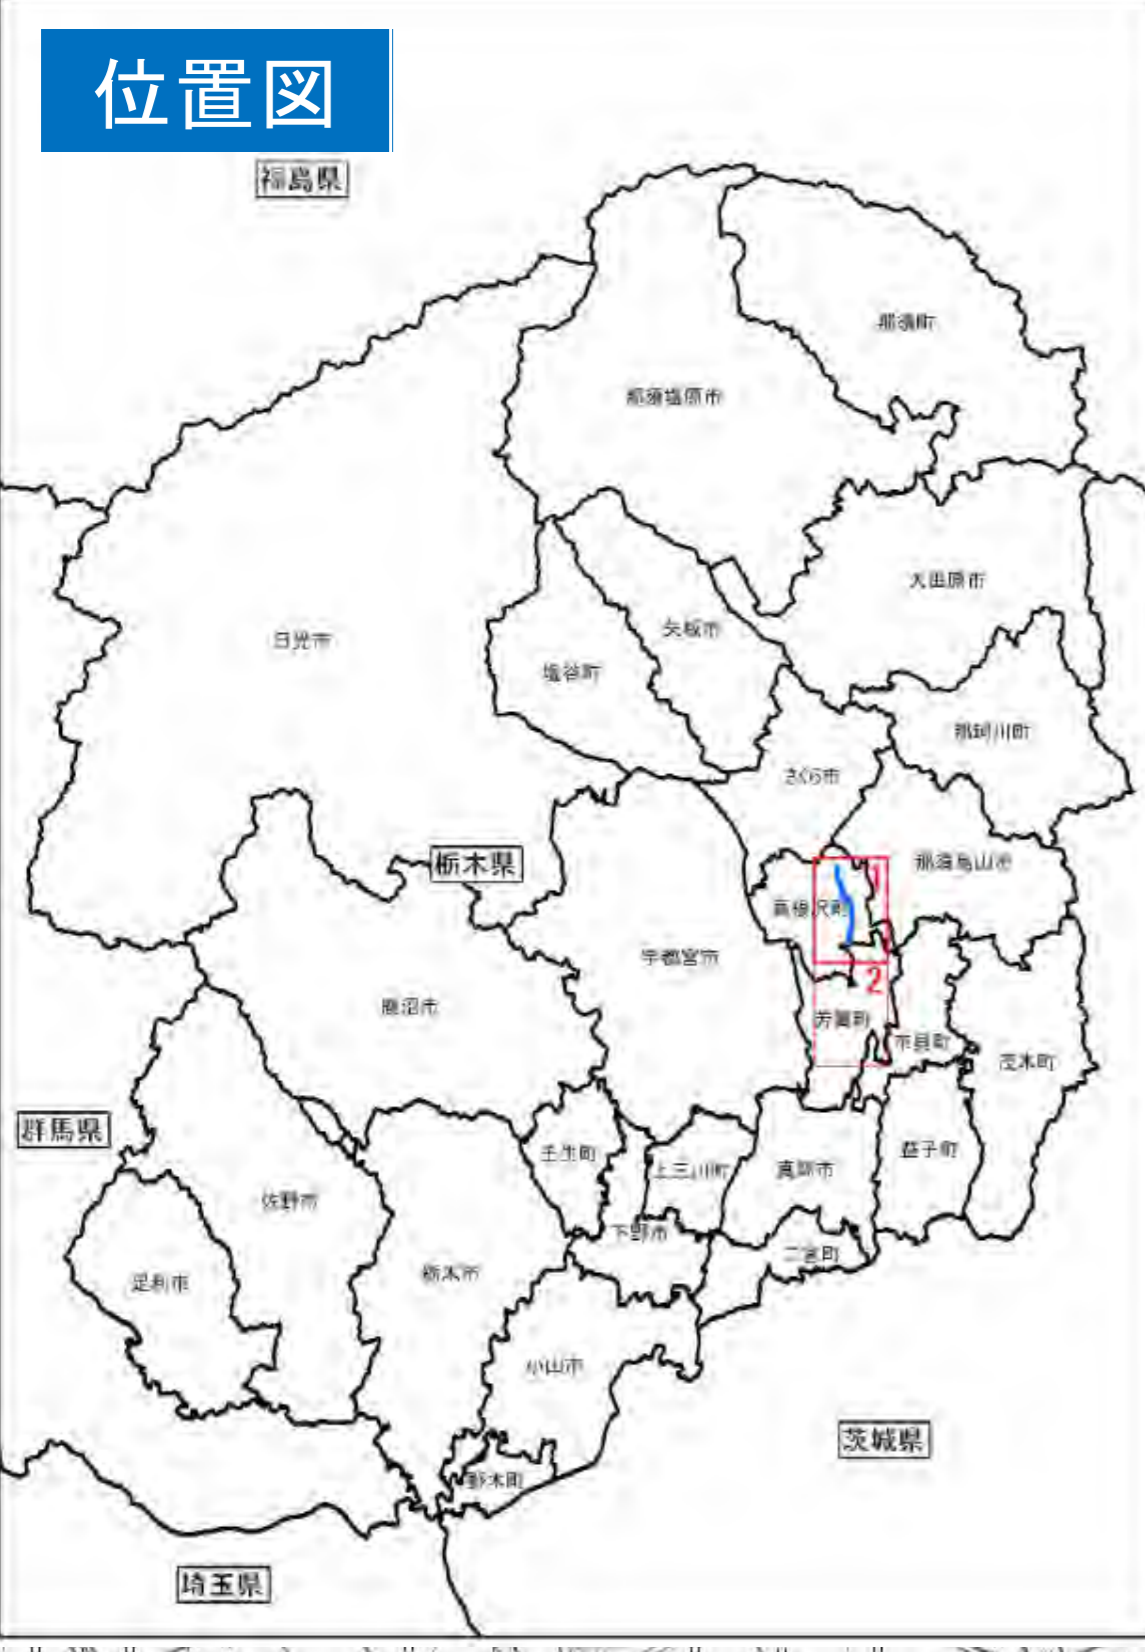 位置図
福島県
那須町
那須塩原市
大田原市
矢板市
日光市
塩谷町
那珂川町
さくら市
栃木県
那須烏山市
1
高根沢町
宇都宮市
2
鹿沼市
芳賀町
市貝町
茂木町
群馬県
壬生町
益子町
上三川町
真岡市
佐野市
下野市
二宮町
栃木市
足利市
小山市
茨城県
野木町
埼玉県